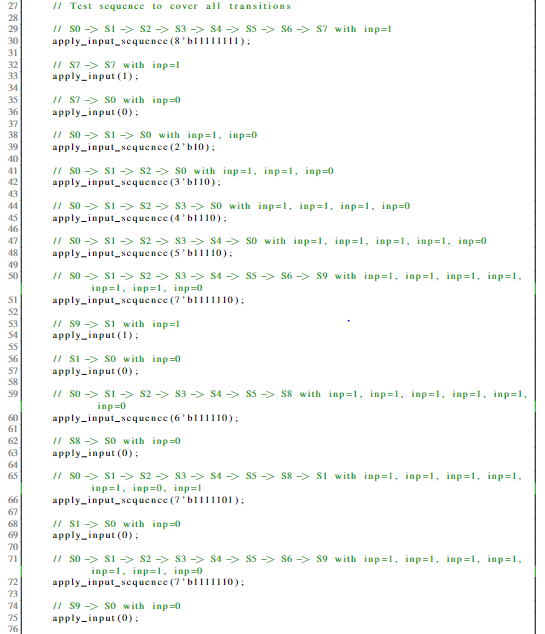 27 // Test sequence to cover all transitions
28
29 // S0 -> S1 -> S2 -> S3 -> S4 -> S5 -> S6 -> S7 with inp=1
30 apply_input_sequence(8'b11111111);
31
32 // S7 -> S7 with inp=1
33 apply_input(1);
34
35 // S7 -> S0 with inp=0
36 apply_input(0);
37
38 // S0 -> S1 -> S0 with inp=1, inp=0
39 apply_input_sequence(2'b10);
40
41 // S0 -> S1 -> S2 -> S0 with inp=1, inp=1, inp=0
42 apply_input_sequence(3'b110);
43
44 // S0 -> S1 -> S2 -> S3 -> S0 with inp=1, inp=1, inp=1, inp=0
45 apply_input_sequence(4'b1110);
46
47 // S0 -> S1 -> S2 -> S3 -> S4 -> S0 with inp=1, inp=1, inp=1, inp=1, inp=0
48 apply_input_sequence(5'b11110);
49
50 // S0 -> S1 -> S2 -> S3 -> S4 -> S5 -> S6 -> S9 with inp=1, inp=1, inp=1, inp=1,
inp=1, inp=1, inp=0
51 apply_input_sequence(7'b1111110);
52
53 // S9 -> S1 with inp=1
54 apply_input(1);
55
56 // S1 -> S0 with inp=0
57 apply_input(0);
58
59 // S0 -> S1 -> S2 -> S3 -> S4 -> S5 -> S8 with inp=1, inp=1, inp=1, inp=1, inp=1,
inp=0
60 apply_input_sequence(6'b111110);
61
62 // S8 -> S0 with inp=0
63 apply_input(0);
64
65 // S0 -> S1 -> S2 -> S3 -> S4 -> S5 -> S8 -> S1 with inp=1, inp=1, inp=1, inp=1,
inp=1, inp=0, inp=1
66 apply_input_sequence(7'b1111101);
67
68 // S1 -> S0 with inp=0
69 apply_input(0);
70
71 // S0 -> S1 -> S2 -> S3 -> S4 -> S5 -> S6 -> S9 with inp=1, inp=1, inp=1, inp=1,
inp=1, inp=1, inp=0
72 apply_input_sequence(7'b1111110);
73
74 // S9 -> S0 with inp=0
75 apply_input(0);
76